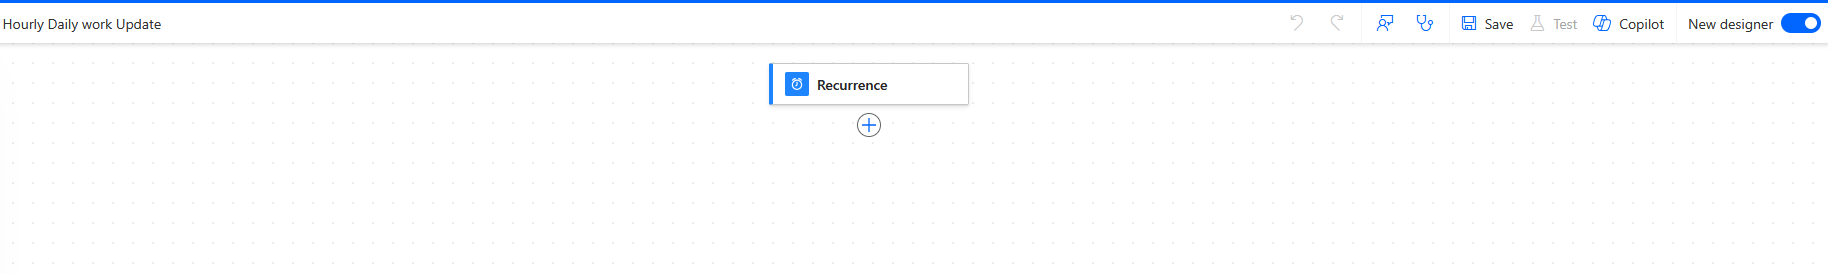 Hourly Daily work Update
Save
Test
Copilot
New designer
Recurrence